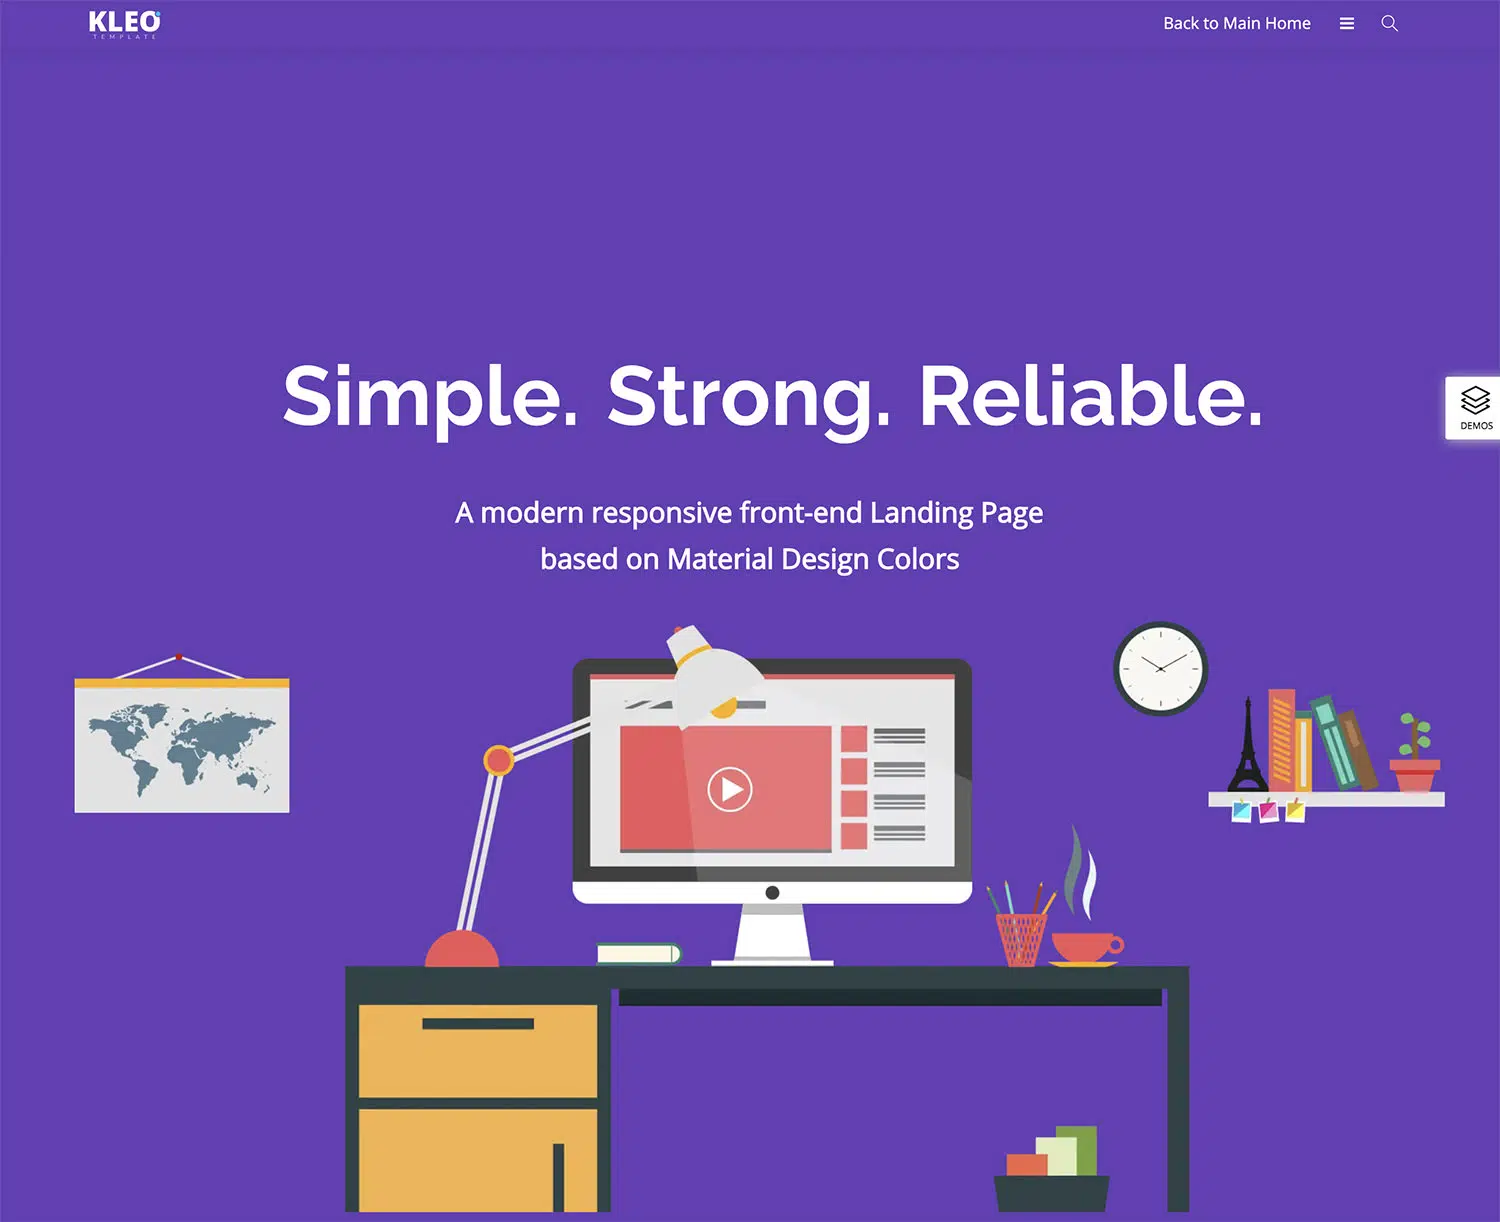 KLEO
TEMPLATE
Back to Main Home
Simple. Strong. Reliable.
DEMOS
A modern responsive front-end Landing Page
based on Material Design Colors